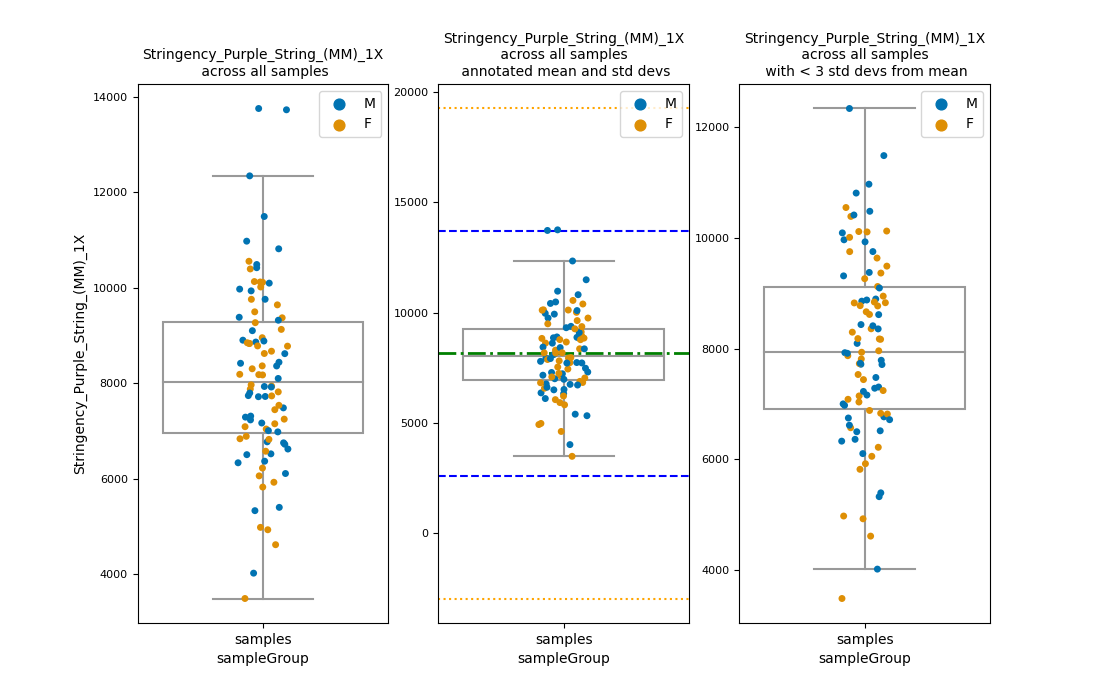 Stringency_Purple_String_(MM)_1X
across all samples
Stringency_Purple_String_(MM)_1X
14000
12000
10000
8000
6000
4000
M
F
samples
sampleGroup
Stringency_Purple_String_(MM)_1X
across all samples
annotated mean and std devs
20000
15000
10000
5000
0
M
F
samples
sampleGroup
Stringency_Purple_String_(MM)_1X
across all samples
with < 3 std devs from mean
12000
10000
8000
6000
4000
M
F
samples
sampleGroup